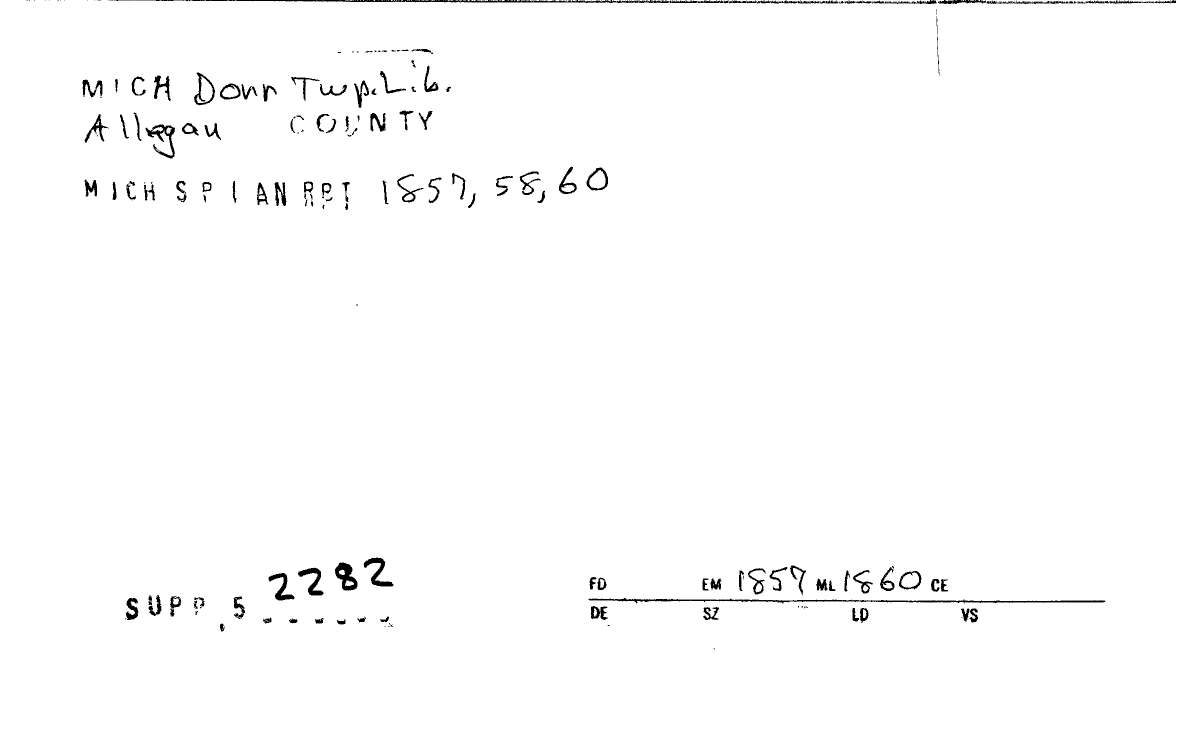 MICH Dorr Twp. Lib.
Allegan COUNTY
MICH SP I AN RPT 1857, 58, 60
SUPP. 5 2282
FD EM 1857 ML 1860 CE
DE SZ LD VS